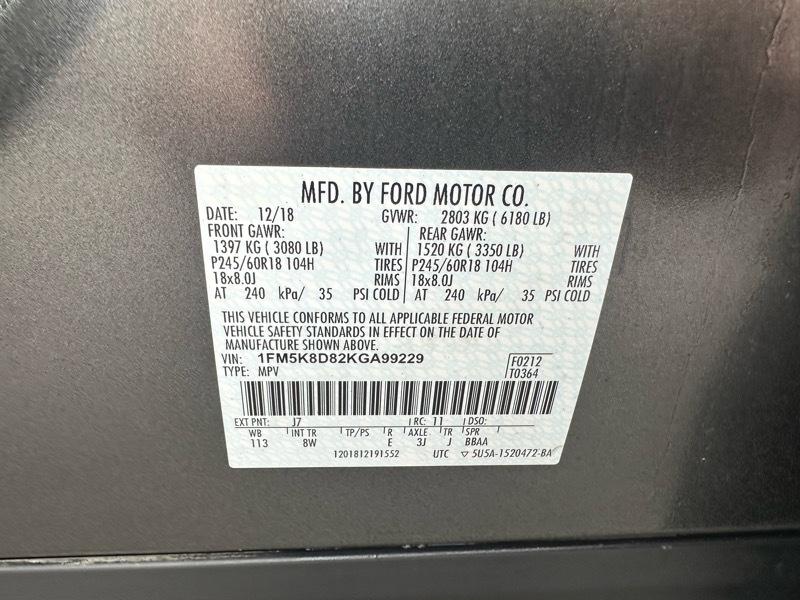 MFD. BY FORD MOTOR CO.
DATE: 12/18 GVWR: 2803 KG ( 6180 LB)
FRONT GAWR: REAR GAWR:
1397 KG ( 3080 LB) WITH 1520 KG ( 3350 LB) WITH
P245/60R18 104H TIRES P245/60R18 104H TIRES
18x8.0J RIMS 18x8.0J RIMS
AT 240 kPa/ 35 PSI COLD AT 240 kPa/ 35 PSI COLD
THIS VEHICLE CONFORMS TO ALL APPLICABLE FEDERAL MOTOR
VEHICLE SAFETY STANDARDS IN EFFECT ON THE DATE OF
MANUFACTURE SHOWN ABOVE.
VIN: 1FM5K8D82KGA99229 F0212
TYPE: MPV T0364
EXT PNT: J7 RC: 11 DSO:
WB INT TR TP/PS R AXLE TR SPR
113 8W E 3J J BBAA
1201812191552 UTC ▽ 5U5A-1520472-BA